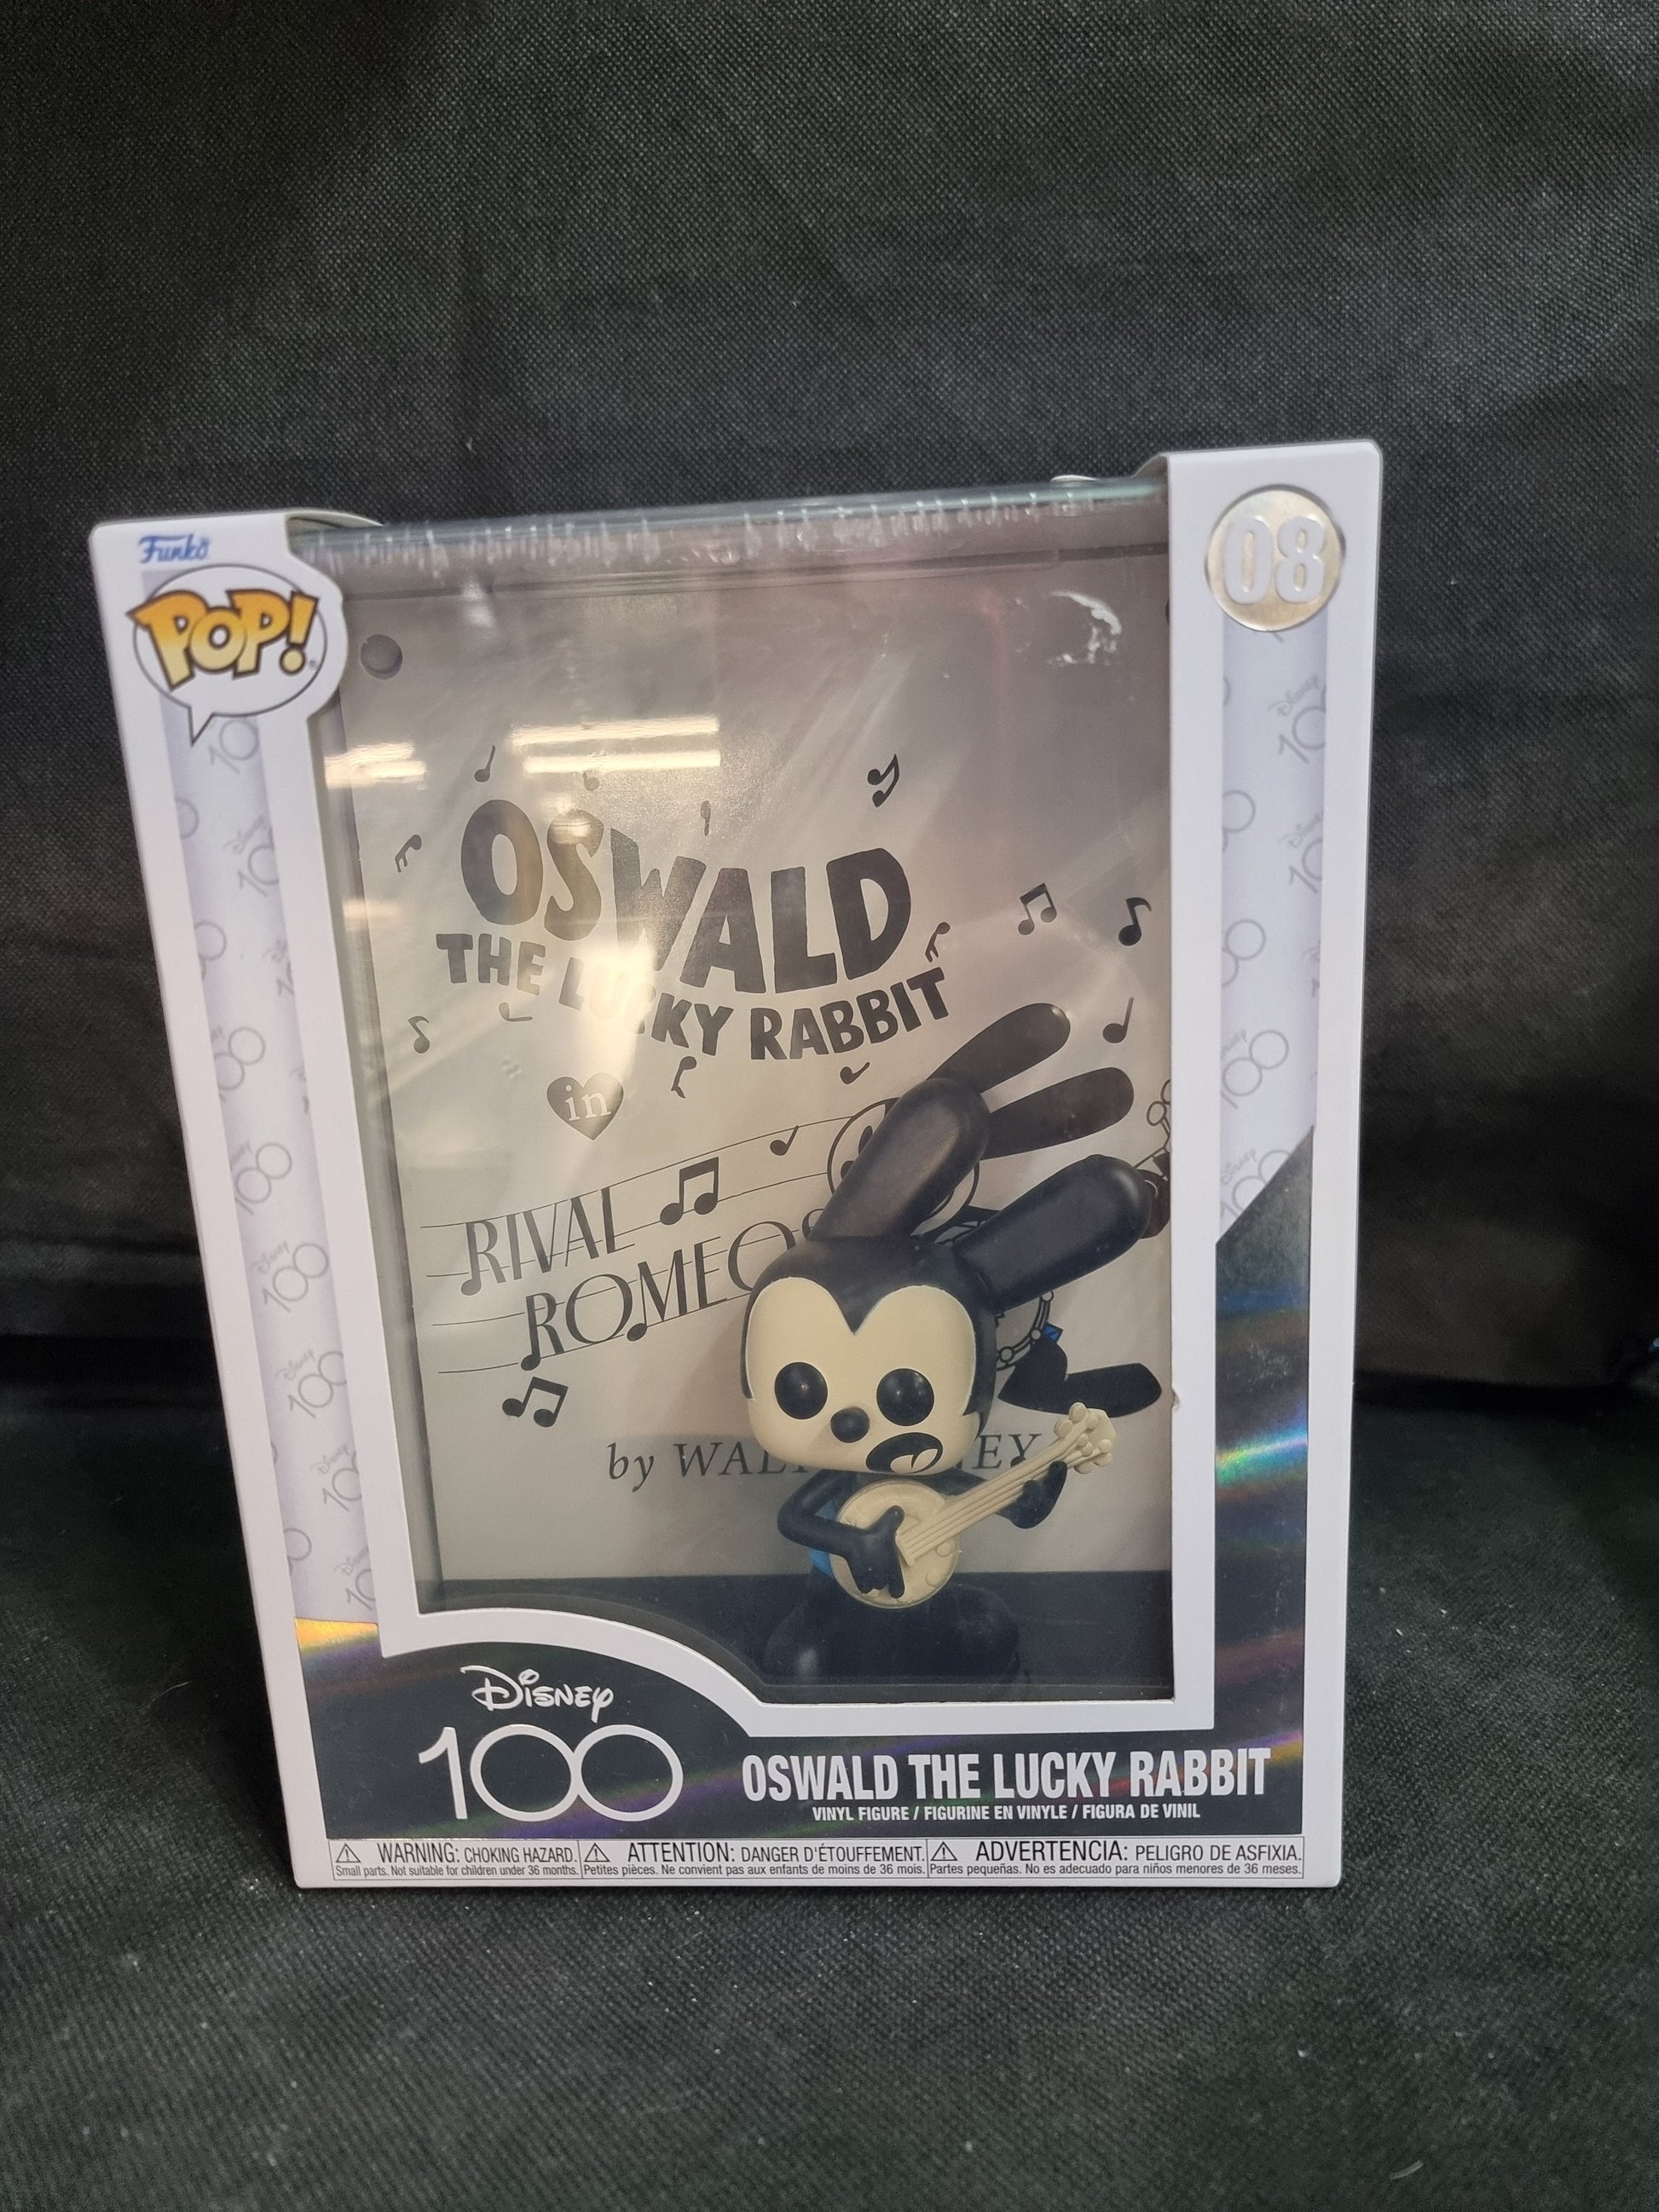 Funko
POP!
08
OSWALD
THE LUCKY RABBIT
in
RIVAL
ROMEOS
by WALT
EY
Disney
100
OSWALD THE LUCKY RABBIT
VINYL FIGURE / FIGURINE EN VINYLE / FIGURA DE VINIL
WARNING: CHOKING HAZARD.
Small parts. Not suitable for children under 36 months.
ATTENTION: DANGER D'ÉTOUFFEMENT.
Petites pièces. Ne convient pas aux enfants de moins de 36 mois.
ADVERTENCIA: PELIGRO DE ASFIXIA.
Partes pequeñas. No es adecuado para niños menores de 36 meses.